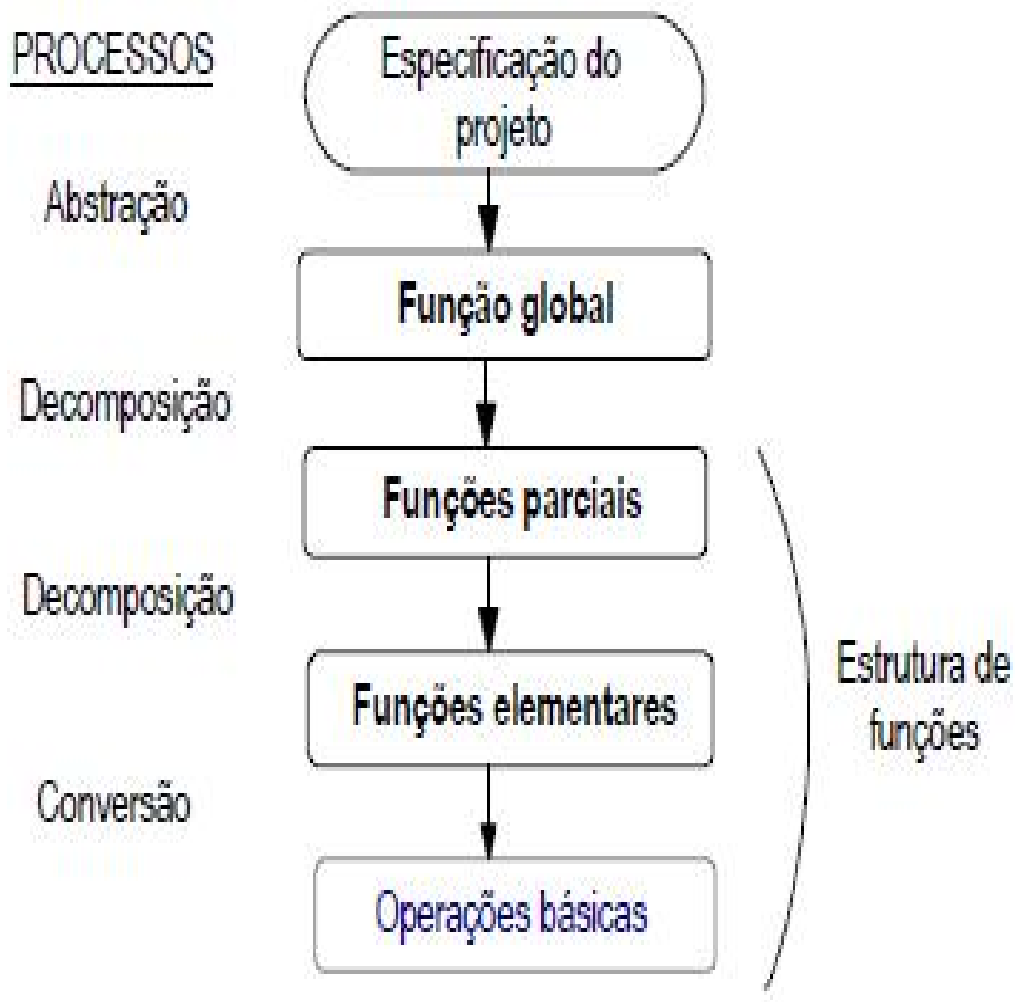 PROCESSOS
Especificação do
projeto
Abstração
Função global
Decomposição
Funções parciais
Decomposição
Funções elementares
Estrutura de
funções
Conversão
Operações básicas